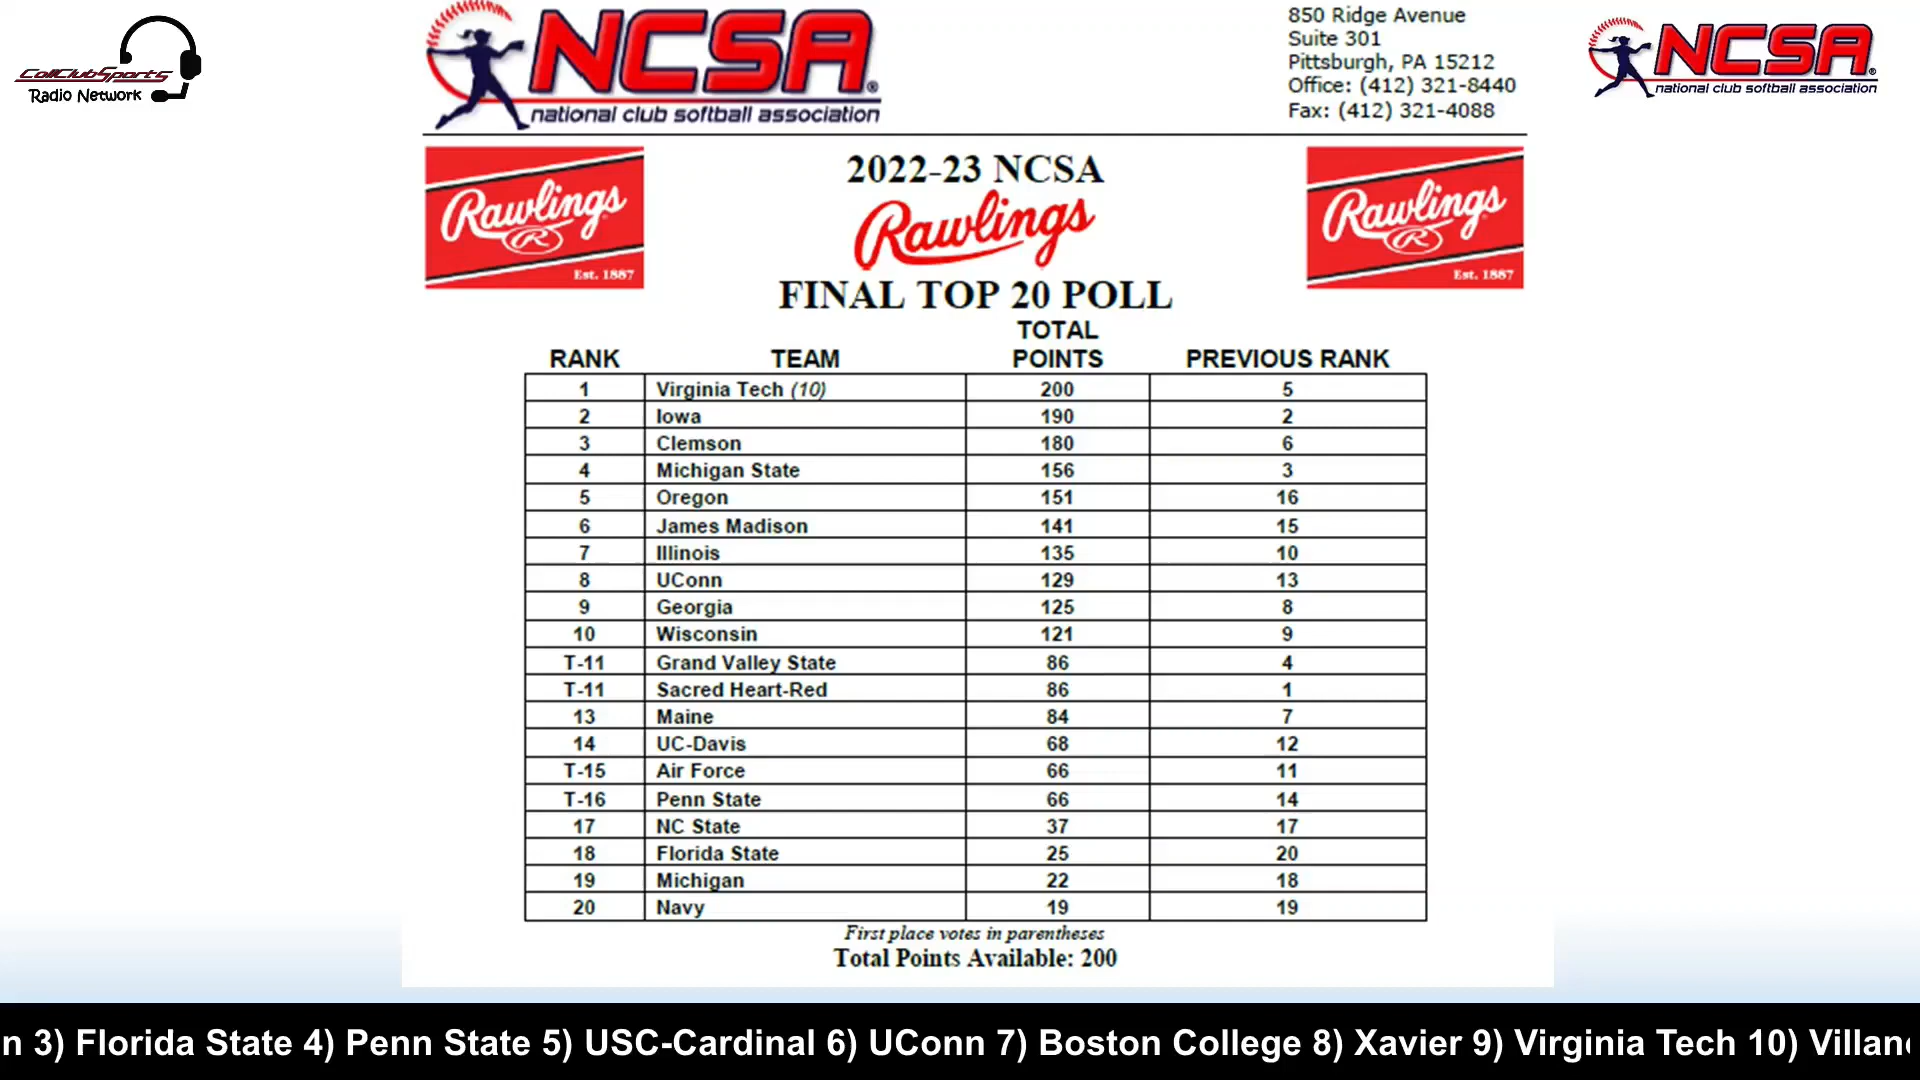 CollClubSports
Radio Network
NCSA®
national club softball association
850 Ridge Avenue
Suite 301
Pittsburgh, PA 15212
Office: (412) 321-8440
Fax: (412) 321-4088
NCSA®
national club softball association
Rawlings
R
Est. 1887
2022-23 NCSA
Rawlings
FINAL TOP 20 POLL
Rawlings
R
Est. 1887
RANK TEAM TOTAL POINTS PREVIOUS RANK
1 Virginia Tech (10) 200 5
2 Iowa 190 2
3 Clemson 180 6
4 Michigan State 156 3
5 Oregon 151 16
6 James Madison 141 15
7 Illinois 135 10
8 UConn 129 13
9 Georgia 125 8
10 Wisconsin 121 9
T-11 Grand Valley State 86 4
T-11 Sacred Heart-Red 86 1
13 Maine 84 7
14 UC-Davis 68 12
T-15 Air Force 66 11
T-16 Penn State 66 14
17 NC State 37 17
18 Florida State 25 20
19 Michigan 22 18
20 Navy 19 19
First place votes in parentheses
Total Points Available: 200
n 3) Florida State 4) Penn State 5) USC-Cardinal 6) UConn 7) Boston College 8) Xavier 9) Virginia Tech 10) Villan